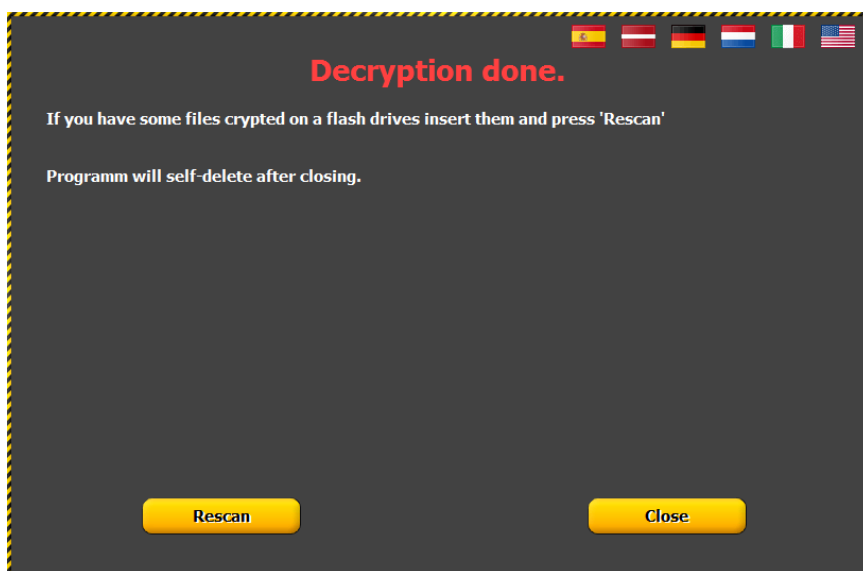 Decryption done.
If you have some files crypted on a flash drives insert them and press 'Rescan'
Programm will self-delete after closing.
Rescan
Close